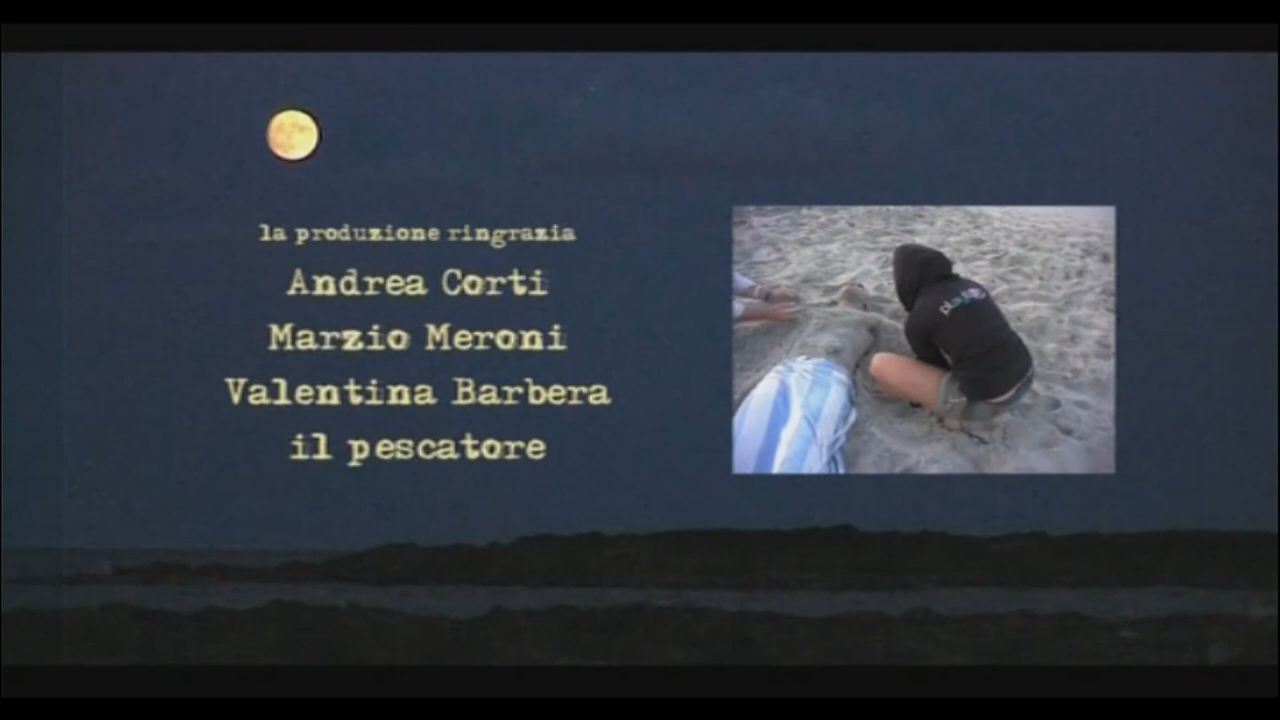 la produzione ringrazia
Andrea Corti
Marzio Meroni
Valentina Barbera
il pescatore